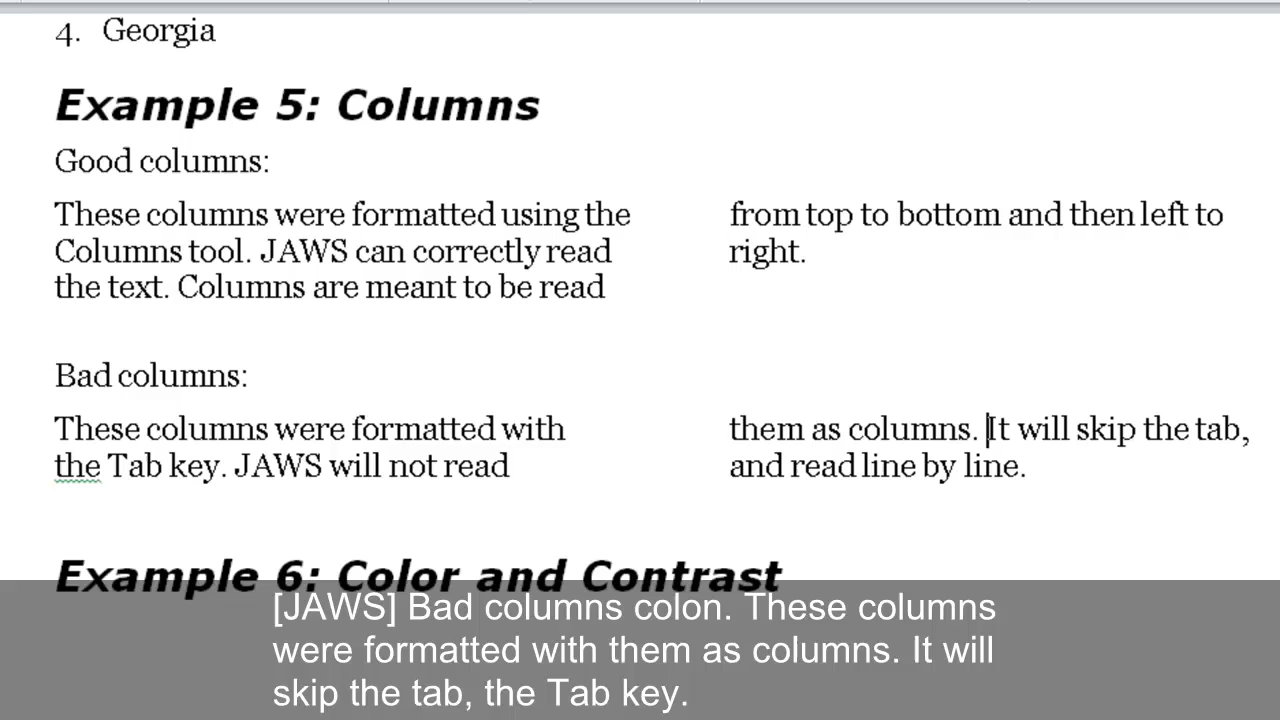 4. Georgia
Example 5: Columns
Good columns:
These columns were formatted using the
Columns tool. JAWS can correctly read
the text. Columns are meant to be read
from top to bottom and then left to
right.
Bad columns:
These columns were formatted with
the Tab key. JAWS will not read
them as columns. It will skip the tab,
and read line by line.
Example 6: Color and Contrast
[JAWS] Bad columns colon. These columns
were formatted with them as columns. It will
skip the tab, the Tab key.